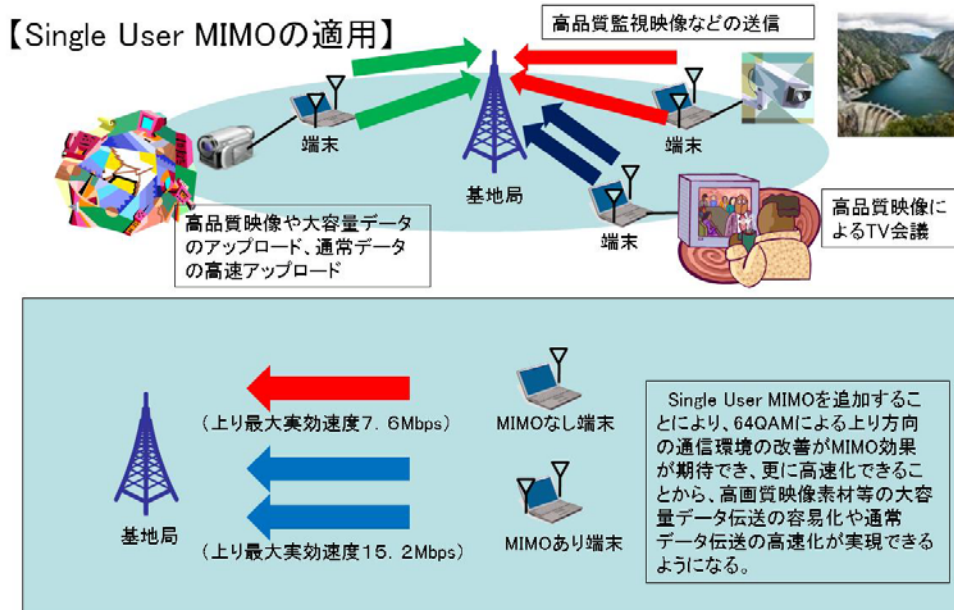 【Single User MIMOの適用】
高品質監視映像などの送信
端末
端末
基地局
端末
高品質映像や大容量データ
のアップロード、通常データ
の高速アップロード
高品質映像に
よるTV会議
(上り最大実効速度7.6Mbps)
MIMOなし端末
基地局
(上り最大実効速度15.2Mbps)
MIMOあり端末
Single User MIMOを追加するこ
とにより、64QAMによる上り方向
の通信環境の改善がMIMO効果
が期待でき、更に高速化できるこ
とから、高画質映像素材等の大容
量データ伝送の容易化や通常
データ伝送の高速化が実現できる
ようになる。